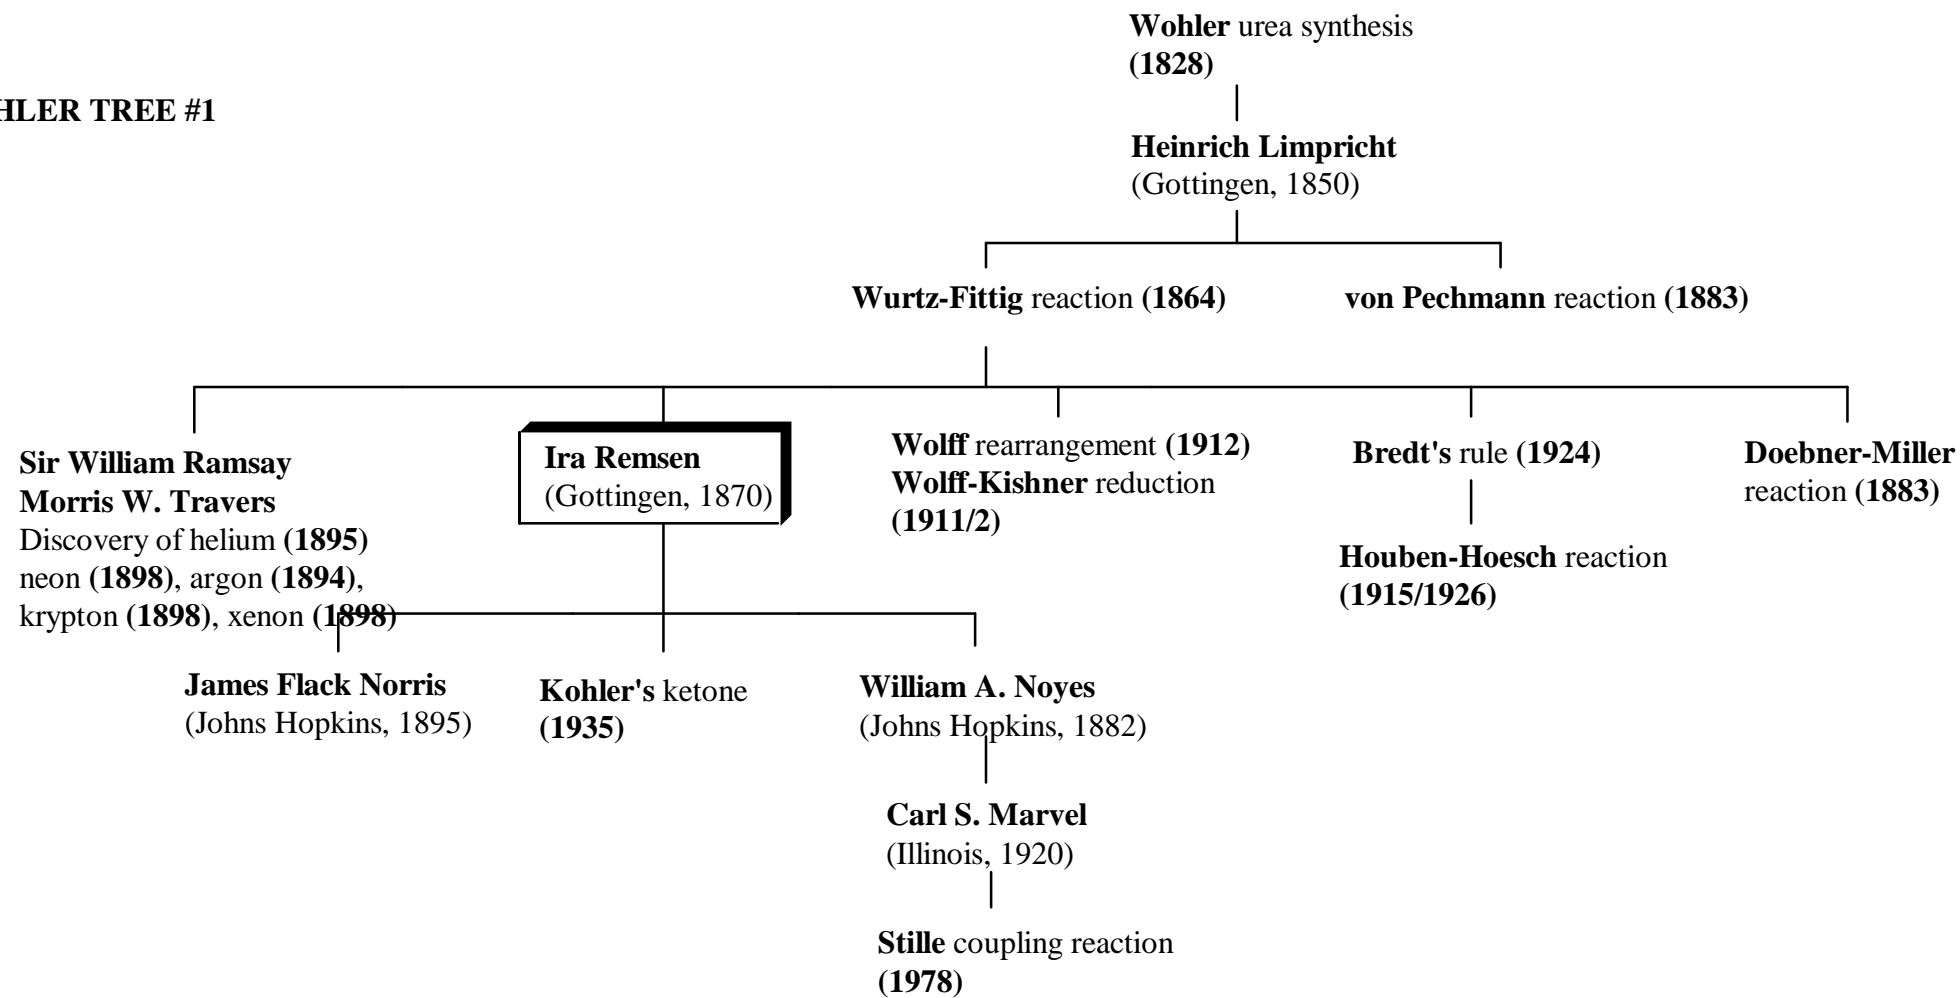 Wohler urea synthesis
(1828)
HLER TREE #1
Heinrich Limpricht
(Gottingen, 1850)
Wurtz-Fittig reaction (1864)
von Pechmann reaction (1883)
Sir William Ramsay
Morris W. Travers
Discovery of helium (1895)
neon (1898), argon (1894),
krypton (1898), xenon (1898)
Ira Remsen
(Gottingen, 1870)
Wolff rearrangement (1912)
Wolff-Kishner reduction
(1911/2)
Bredt's rule (1924)
Doebner-Miller
reaction (1883)
Houben-Hoesch reaction
(1915/1926)
James Flack Norris
(Johns Hopkins, 1895)
Kohler's ketone
(1935)
William A. Noyes
(Johns Hopkins, 1882)
Carl S. Marvel
(Illinois, 1920)
Stille coupling reaction
(1978)